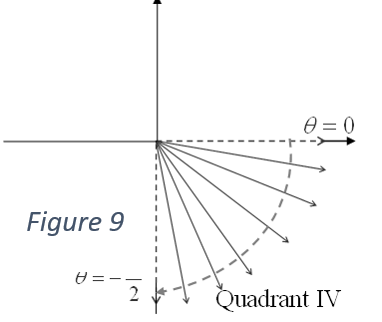 θ = 0
Figure 9
θ = - 
2
Quadrant IV